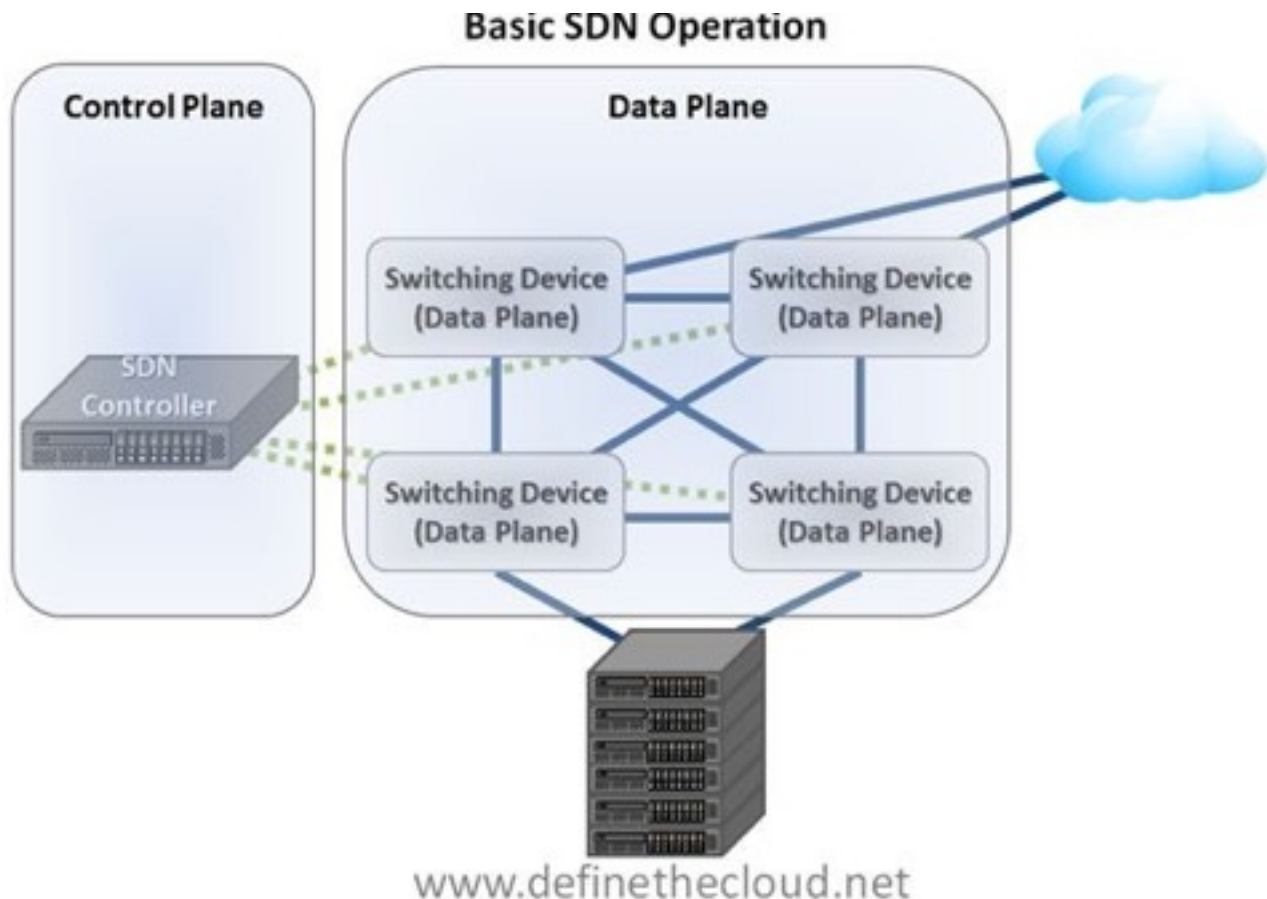 Basic SDN Operation
Control Plane
Data Plane
Switching Device
(Data Plane)
Switching Device
(Data Plane)
SDN
Controller
Switching Device
(Data Plane)
Switching Device
(Data Plane)
www.definethecloud.net